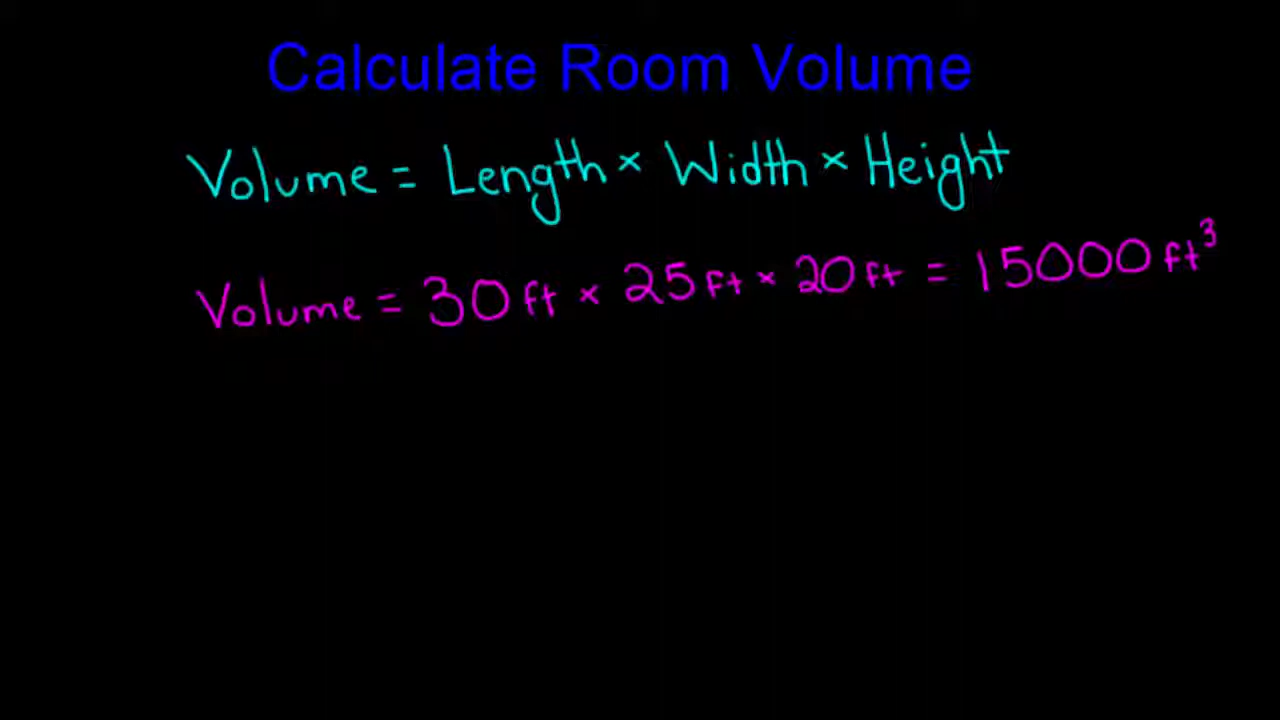 Calculate Room Volume
Volume = Length × Width × Height
Volume = 30 ft × 25 ft × 20 ft = 15000 ft³